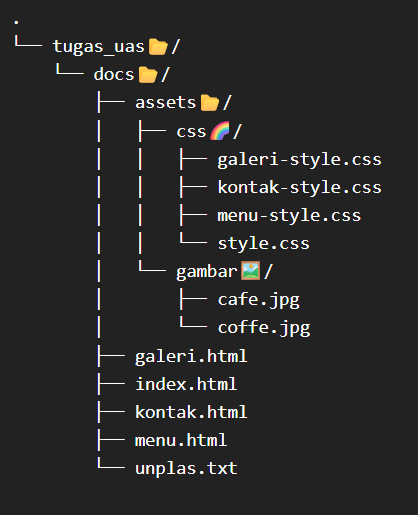 .
└── tugas_uas📁/
    └── docs📁/
        ├── assets📁/
        │   ├── css🌈/
        │   │   ├── galeri-style.css
        │   │   ├── kontak-style.css
        │   │   ├── menu-style.css
        │   │   └── style.css
        │   └── gambar🖼️/
        │       ├── cafe.jpg
        │       └── coffe.jpg
        ├── galeri.html
        ├── index.html
        ├── kontak.html
        ├── menu.html
        └── unplas.txt